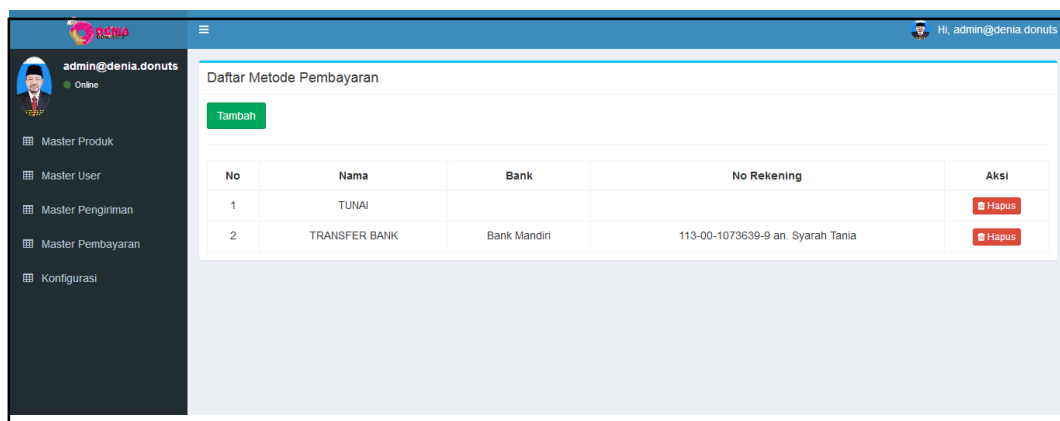 DENIA
DONUTS
Hi, admin@denia.donuts
admin@denia.donuts
Online
Master Produk
Master User
Master Pengiriman
Master Pembayaran
Konfigurasi
Daftar Metode Pembayaran
Tambah
No Nama Bank No Rekening Aksi
1 TUNAI Hapus
2 TRANSFER BANK Bank Mandiri 113-00-1073639-9 an. Syarah Tania Hapus